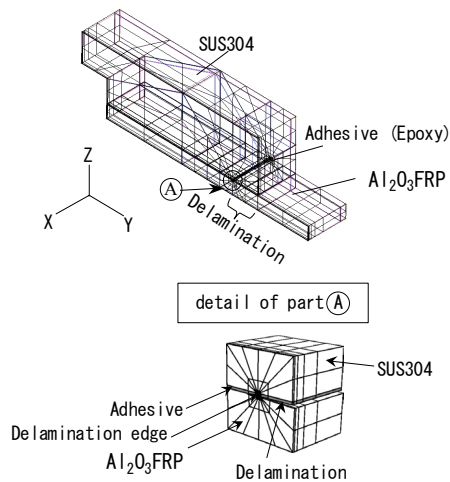 SUS304
Adhesive (Epoxy)
Al₂O₃FRP
Z
X
Y
A
Delamination
detail of part A
SUS304
Adhesive
Delamination edge
Al₂O₃FRP
Delamination